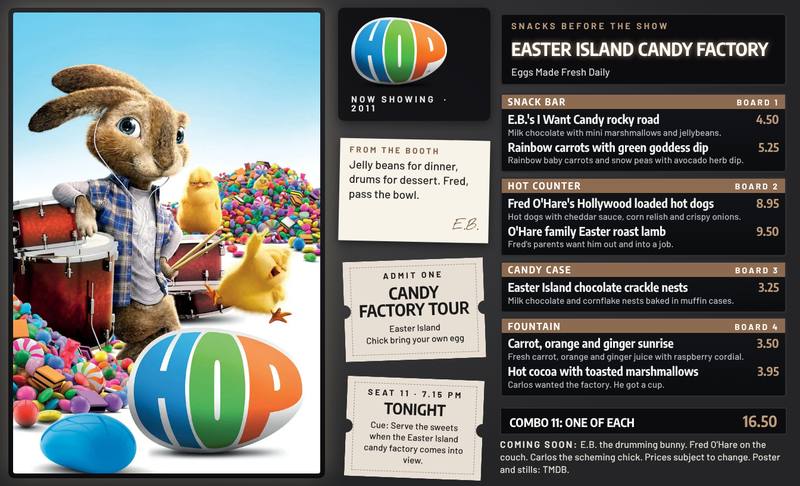 HOP
HOP
NOW SHOWING ·
2011
FROM THE BOOTH
Jelly beans for dinner,
drums for dessert. Fred,
pass the bowl.
E.B.
ADMIT ONE
CANDY
FACTORY TOUR
Easter Island
Chick bring your own egg
SEAT 11 · 7.15 PM
TONIGHT
Cue: Serve the sweets
when the Easter Island
candy factory comes into
view.
SNACKS BEFORE THE SHOW
EASTER ISLAND CANDY FACTORY
Eggs Made Fresh Daily
SNACK BAR BOARD 1
E.B.'s I Want Candy rocky road 4.50
Milk chocolate with mini marshmallows and jellybeans.
Rainbow carrots with green goddess dip 5.25
Rainbow baby carrots and snow peas with avocado herb dip.
HOT COUNTER BOARD 2
Fred O'Hare's Hollywood loaded hot dogs 8.95
Hot dogs with cheddar sauce, corn relish and crispy onions.
O'Hare family Easter roast lamb 9.50
Fred's parents want him out and into a job.
CANDY CASE BOARD 3
Easter Island chocolate crackle nests 3.25
Milk chocolate and cornflake nests baked in muffin cases.
FOUNTAIN BOARD 4
Carrot, orange and ginger sunrise 3.50
Fresh carrot, orange and ginger juice with raspberry cordial.
Hot cocoa with toasted marshmallows 3.95
Carlos wanted the factory. He got a cup.
COMBO 11: ONE OF EACH 16.50
COMING SOON: E.B. the drumming bunny. Fred O'Hare on the
couch. Carlos the scheming chick. Prices subject to change. Poster
and stills: TMDB.